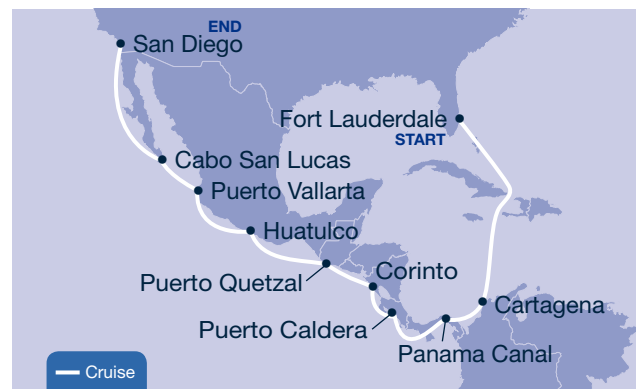 END
San Diego
Fort Lauderdale
START
Cabo San Lucas
Puerto Vallarta
Huatulco
Puerto Quetzal
Corinto
Cartagena
Puerto Caldera
Panama Canal
Cruise